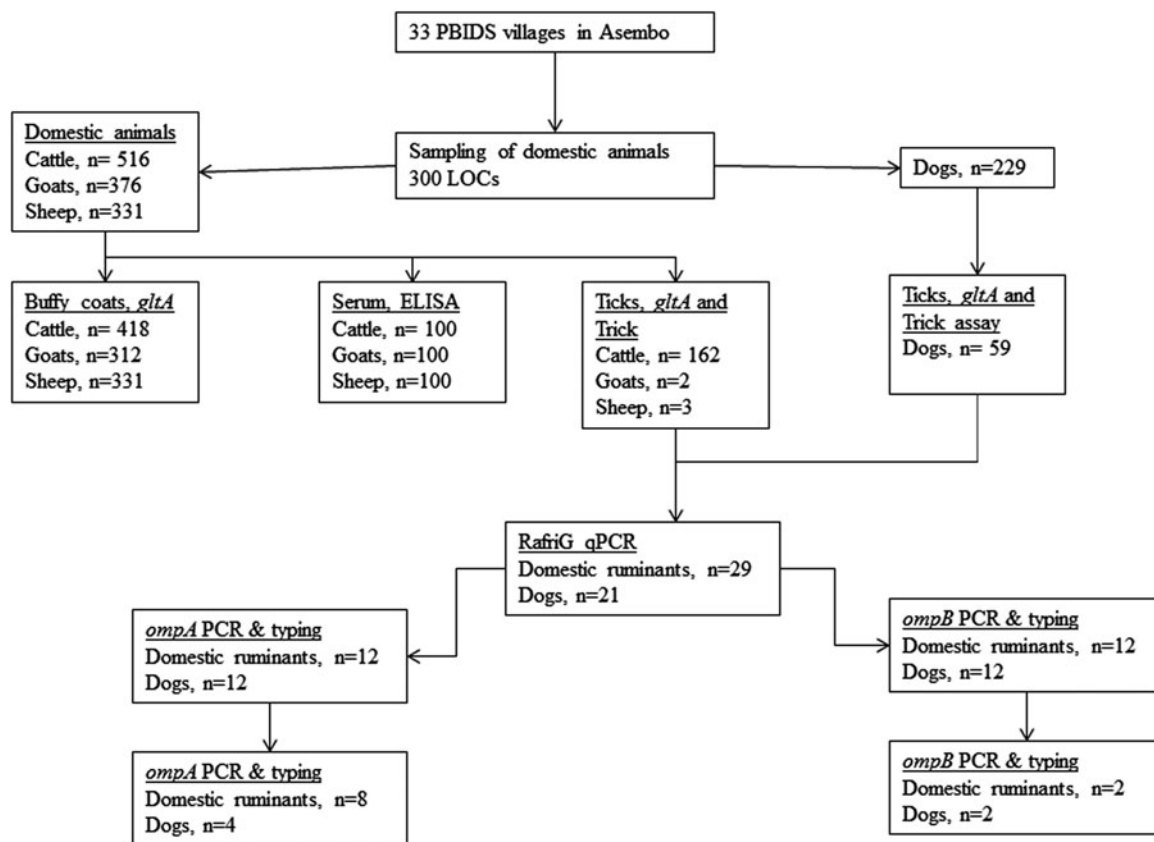 33 PBIDS villages in Asembo
Domestic animals
Cattle, n= 516
Goats, n=376
Sheep, n=331
Sampling of domestic animals
300 LOCs
Dogs, n=229
Buffy coats, gltA
Cattle, n= 418
Goats, n=312
Sheep, n=331
Serum, ELISA
Cattle, n= 100
Goats, n=100
Sheep, n=100
Ticks, gltA and
Trick
Cattle, n= 162
Goats, n=2
Sheep, n=3
Ticks, gltA and
Trick assay
Dogs, n= 59
RafriG qPCR
Domestic ruminants, n=29
Dogs, n=21
ompA PCR & typing
Domestic ruminants, n=12
Dogs, n=12
ompB PCR & typing
Domestic ruminants, n=12
Dogs, n=12
ompA PCR & typing
Domestic ruminants, n=8
Dogs, n=4
ompB PCR & typing
Domestic ruminants, n=2
Dogs, n=2